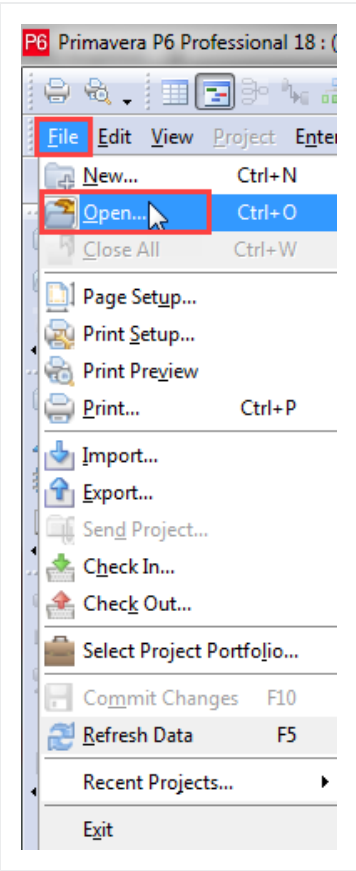 P6 Primavera P6 Professional 18 : (
File Edit View Project Enter
New... Ctrl+N
Open... Ctrl+O
Close All Ctrl+W
Page Setup...
Print Setup...
Print Preview
Print... Ctrl+P
Import...
Export...
Send Project...
Check In...
Check Out...
Select Project Portfolio...
Commit Changes F10
Refresh Data F5
Recent Projects...
Exit